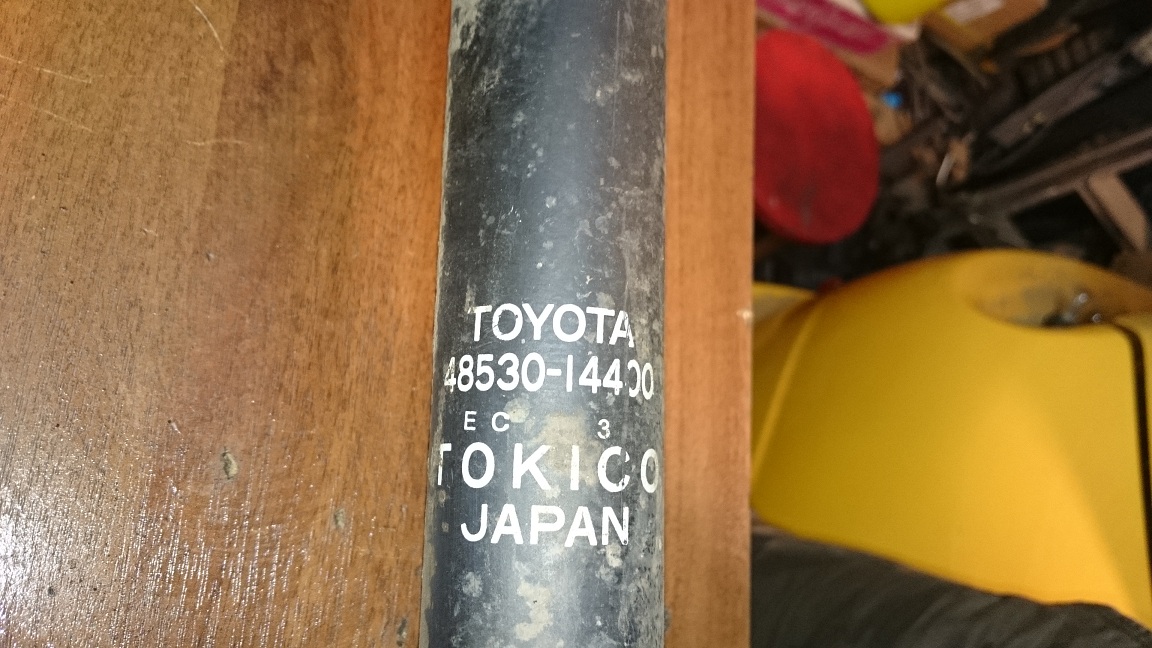 TOYOTA
48530-14400
EC 3
TOKICO
JAPAN